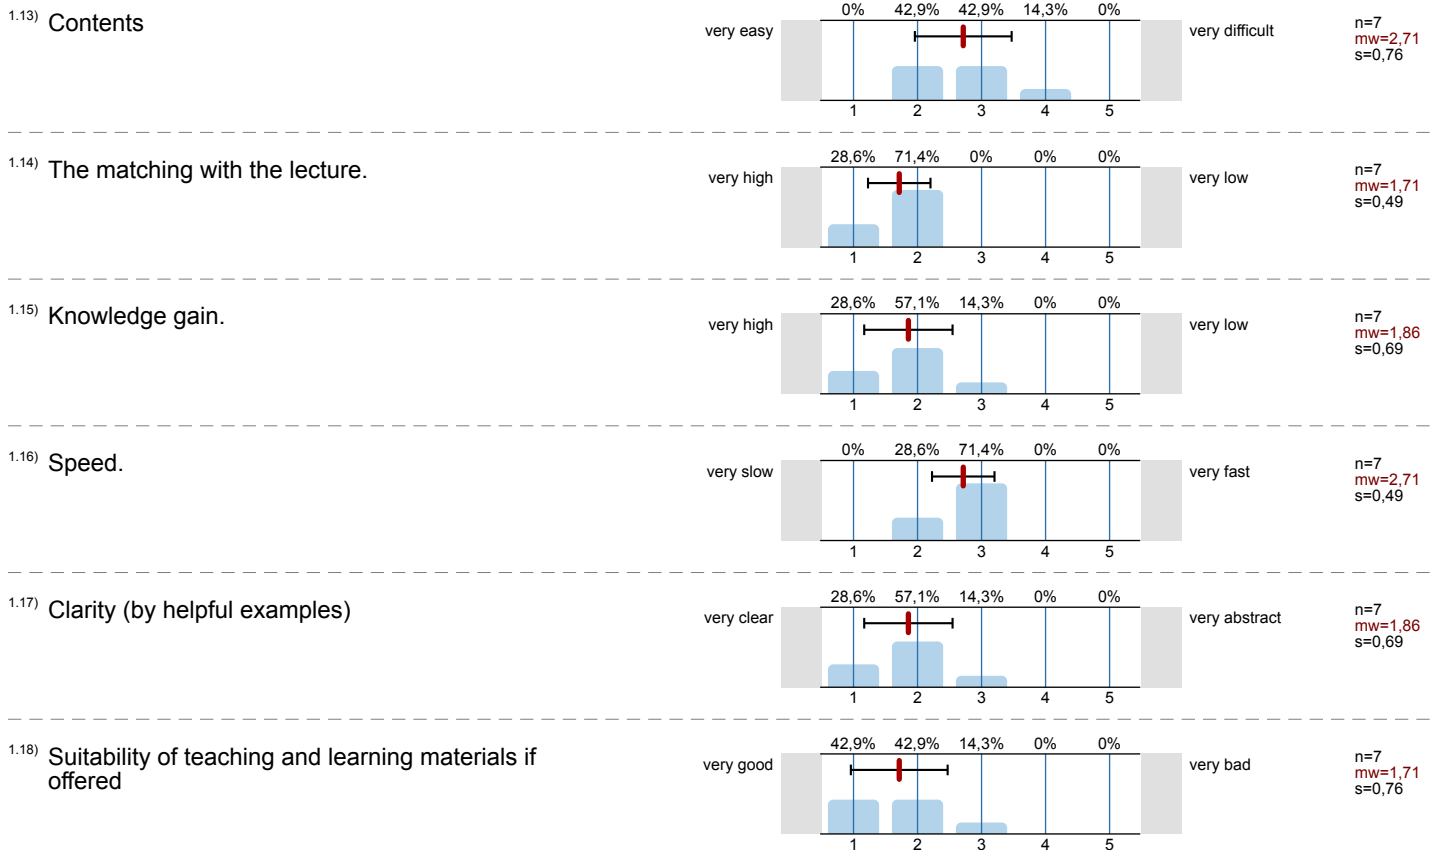 1.13) Contents
0% 42,9% 42,9% 14,3% 0%
very easy
very difficult
n=7
mw=2,71
s=0,76
1 2 3 4 5
1.14) The matching with the lecture.
28,6% 71,4% 0% 0% 0%
very high
very low
n=7
mw=1,71
s=0,49
1 2 3 4 5
1.15) Knowledge gain.
28,6% 57,1% 14,3% 0% 0%
very high
very low
n=7
mw=1,86
s=0,69
1 2 3 4 5
1.16) Speed.
0% 28,6% 71,4% 0% 0%
very slow
very fast
n=7
mw=2,71
s=0,49
1 2 3 4 5
1.17) Clarity (by helpful examples)
28,6% 57,1% 14,3% 0% 0%
very clear
very abstract
n=7
mw=1,86
s=0,69
1 2 3 4 5
1.18) Suitability of teaching and learning materials if
offered
42,9% 42,9% 14,3% 0% 0%
very good
very bad
n=7
mw=1,71
s=0,76
1 2 3 4 5